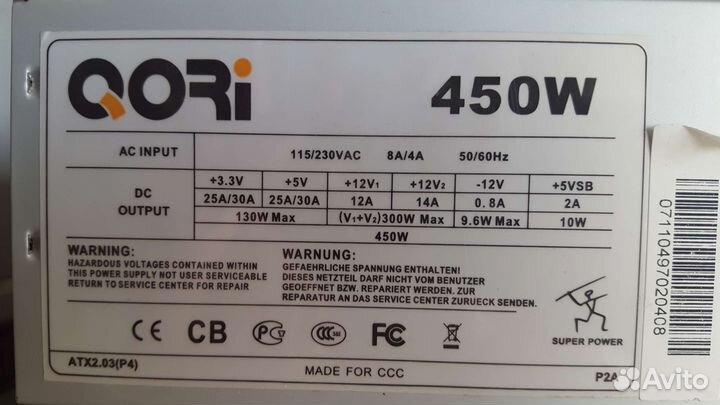 QORi 450W
AC INPUT 115/230VAC 8A/4A 50/60Hz
DC OUTPUT +3.3V +5V +12V1 +12V2 -12V +5VSB
25A/30A 25A/30A 12A 14A 0.8A 2A
130W Max (V1+V2)300W Max 9.6W Max 10W
450W
WARNING:
HAZARDOUS VOLTAGES CONTAINED WITHIN
THIS POWER SUPPLY NOT USER SERVICEABLE
RETURN TO SERVICE CENTER FOR REPAIR
WARNUNG:
GEFAEHRLICHE SPANNUNG ENTHALTEN!
DIESES NETZTEIL DARF NICHT VOM BENUTZER
GEOEFFNET BZW. REPARIERT WERDEN. ZUR
REPARATUR AN DAS SERVICE CENTER ZURUECK SENDEN.
CE CB PC CCC FC
SUPER POWER
ATX2.03(P4) MADE FOR CCC P2A
07110497020408
Avito